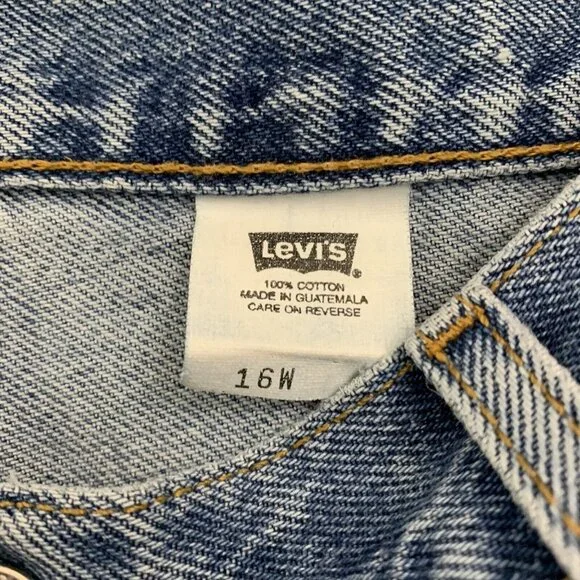 Levi's
®
100% COTTON
MADE IN GUATEMALA
CARE ON REVERSE
16W